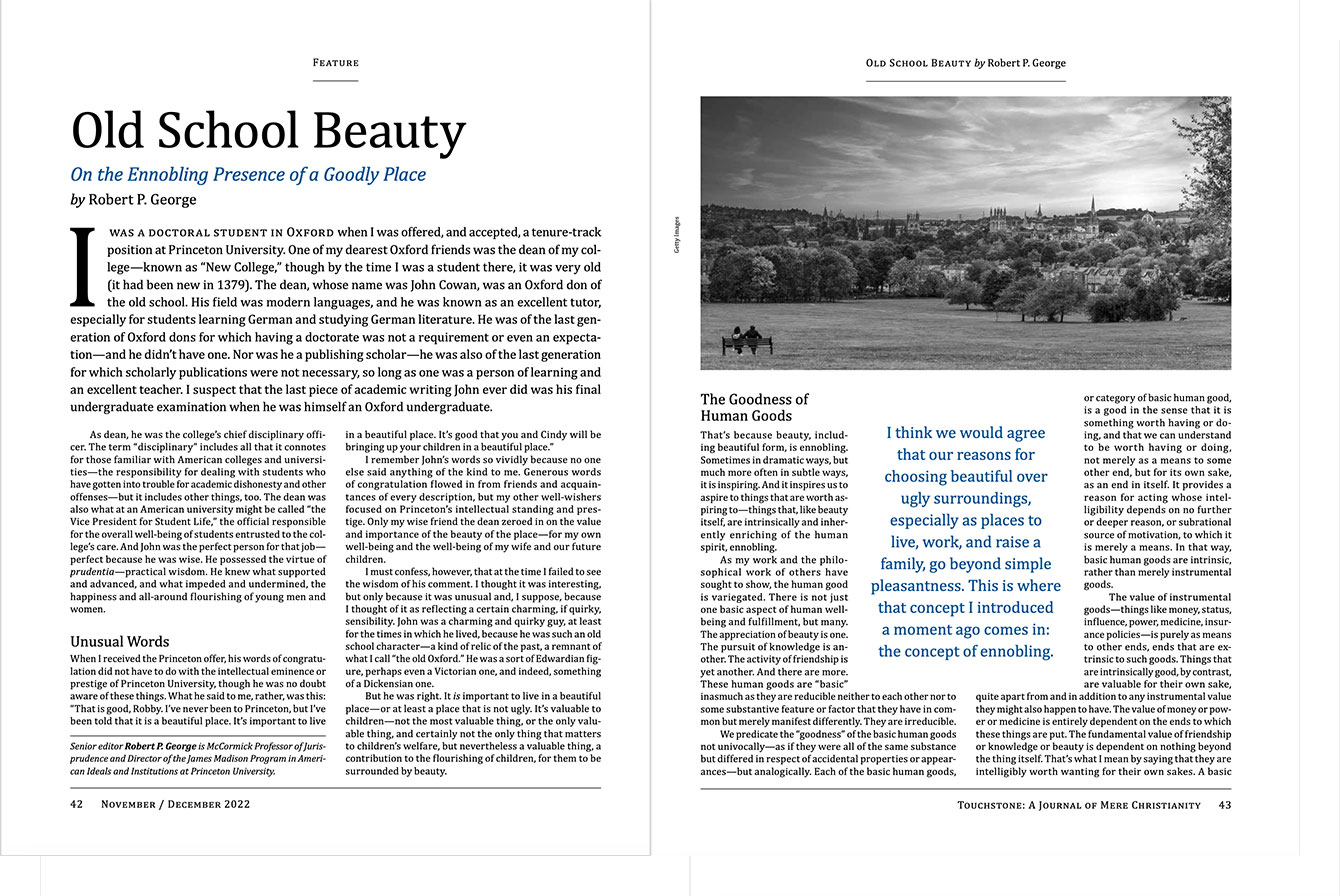 FEATURE
Old School Beauty
On the Ennobling Presence of a Goodly Place
by Robert P. George
I WAS A DOCTORAL STUDENT IN OXFORD when I was offered, and accepted, a tenure-track
position at Princeton University. One of my dearest Oxford friends was the dean of my col-
lege—known as “New College,” though by the time I was a student there, it was very old
(it had been new in 1379). The dean, whose name was John Cowan, was an Oxford don of
the old school. His field was modern languages, and he was known as an excellent tutor,
especially for students learning German and studying German literature. He was of the last gen-
eration of Oxford dons for which having a doctorate was not a requirement or even an expecta-
tion—and he didn’t have one. Nor was he a publishing scholar—he was also of the last generation
for which scholarly publications were not necessary, so long as one was a person of learning and
an excellent teacher. I suspect that the last piece of academic writing John ever did was his final
undergraduate examination when he was himself an Oxford undergraduate.
As dean, he was the college’s chief disciplinary offi-
cer. The term “disciplinary” includes all that it connotes
for those familiar with American colleges and universi-
ties—the responsibility for dealing with students who
have gotten into trouble for academic dishonesty and other
offenses—but it includes other things, too. The dean was
also what at an American university might be called “the
Vice President for Student Life,” the official responsible
for the overall well-being of students entrusted to the col-
lege’s care. And John was the perfect person for that job—
perfect because he was wise. He possessed the virtue of
prudentia—practical wisdom. He knew what supported
and advanced, and what impeded and undermined, the
happiness and all-around flourishing of young men and
women.
Unusual Words
When I received the Princeton offer, his words of congratu-
lation did not have to do with the intellectual eminence or
prestige of Princeton University, though he was no doubt
aware of these things. What he said to me, rather, was this:
“That is good, Robby. I’ve never been to Princeton, but I’ve
been told that it is a beautiful place. It’s important to live
Senior editor Robert P. George is McCormick Professor of Juris-
prudence and Director of the James Madison Program in Ameri-
can Ideals and Institutions at Princeton University.
in a beautiful place. It’s good that you and Cindy will be
bringing up your children in a beautiful place.”
I remember John’s words so vividly because no one
else said anything of the kind to me. Generous words
of congratulation flowed in from friends and acquain-
tances of every description, but my other well-wishers
focused on Princeton’s intellectual standing and pres-
tige. Only my wise friend the dean zeroed in on the value
and importance of the beauty of the place—for my own
well-being and the well-being of my wife and our future
children.
I must confess, however, that at the time I failed to see
the wisdom of his comment. I thought it was interesting,
but only because it was unusual and, I suppose, because
I thought of it as reflecting a certain charming, if quirky,
sensibility. John was a charming and quirky guy, at least
for the times in which he lived, because he was such an old
school character—a kind of relic of the past, a remnant of
what I call “the old Oxford.” He was a sort of Edwardian fig-
ure, perhaps even a Victorian one, and indeed, something
of a Dickensian one.
But he was right. It is important to live in a beautiful
place—or at least a place that is not ugly. It’s valuable to
children—not the most valuable thing, or the only valu-
able thing, and certainly not the only thing that matters
to children’s welfare, but nevertheless a valuable thing, a
contribution to the flourishing of children, for them to be
surrounded by beauty.
42 NOVEMBER / DECEMBER 2022
OLD SCHOOL BEAUTY by Robert P. George
Getty Images
The Goodness of
Human Goods
That’s because beauty, includ-
ing beautiful form, is ennobling.
Sometimes in dramatic ways, but
much more often in subtle ways,
it is inspiring. And it inspires us to
aspire to things that are worth as-
piring to—things that, like beauty
itself, are intrinsically and inher-
ently enriching of the human
spirit, ennobling.
As my work and the philo-
sophical work of others have
sought to show, the human good
is variegated. There is not just
one basic aspect of human well-
being and fulfillment, but many.
The appreciation of beauty is one.
The pursuit of knowledge is an-
other. The activity of friendship is
yet another. And there are more.
These human goods are “basic”
inasmuch as they are reducible neither to each other nor to
some substantive feature or factor that they have in com-
mon but merely manifest differently. They are irreducible.
We predicate the “goodness” of the basic human goods
not univocally—as if they were all of the same substance
but differed in respect of accidental properties or appear-
ances—but analogically. Each of the basic human goods,
I think we would agree
that our reasons for
choosing beautiful over
ugly surroundings,
especially as places to
live, work, and raise a
family, go beyond simple
pleasantness. This is where
that concept I introduced
a moment ago comes in:
the concept of ennobling.
or category of basic human good,
is a good in the sense that it is
something worth having or do-
ing, and that we can understand
to be worth having or doing,
not merely as a means to some
other end, but for its own sake,
as an end in itself. It provides a
reason for acting whose intel-
ligibility depends on no further
or deeper reason, or subrational
source of motivation, to which it
is merely a means. In that way,
basic human goods are intrinsic,
rather than merely instrumental
goods.
The value of instrumental
goods—things like money, status,
influence, power, medicine, insur-
ance policies—is purely as means
to other ends, ends that are ex-
trinsic to such goods. Things that
are intrinsically good, by contrast,
are valuable for their own sake,
quite apart from and in addition to any instrumental value
they might also happen to have. The value of money or pow-
er or medicine is entirely dependent on the ends to which
these things are put. The fundamental value of friendship
or knowledge or beauty is dependent on nothing beyond
the thing itself. That’s what I mean by saying that they are
intelligibly worth wanting for their own sakes. A basic
TOUCHSTONE: A JOURNAL OF MERE CHRISTIANITY 43